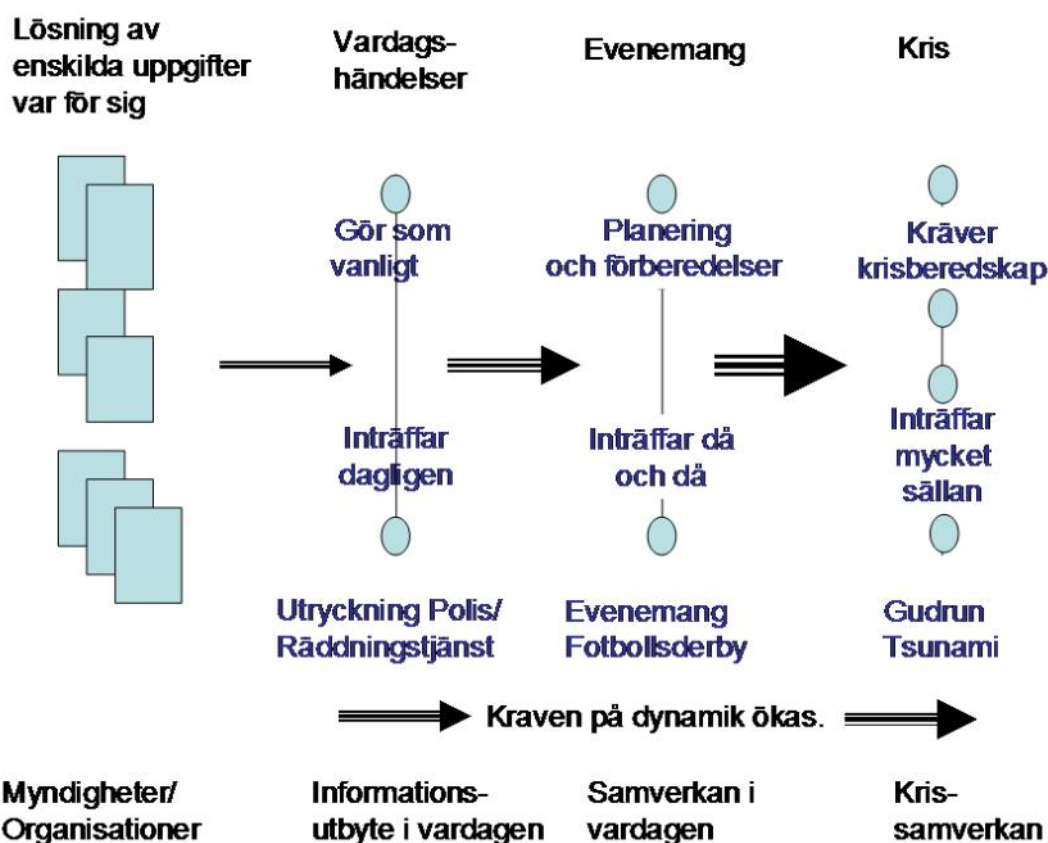 Lösning av
enskilda uppgifter
var för sig
Vardags-
händelser
Evenemang
Kris
Gör som
vanligt
Planering
och förberedelser
Kräver
krisberedskap
Inträffar
dagligen
Inträffar då
och då
Inträffar
mycket
sällan
Utryckning Polis/
Räddningstjänst
Evenemang
Fotbollsderby
Gudrun
Tsunami
Kraven på dynamik ökas.
Myndigheter/
Organisationer
Informations-
utbyte i vardagen
Samverkan i
vardagen
Kris-
samverkan